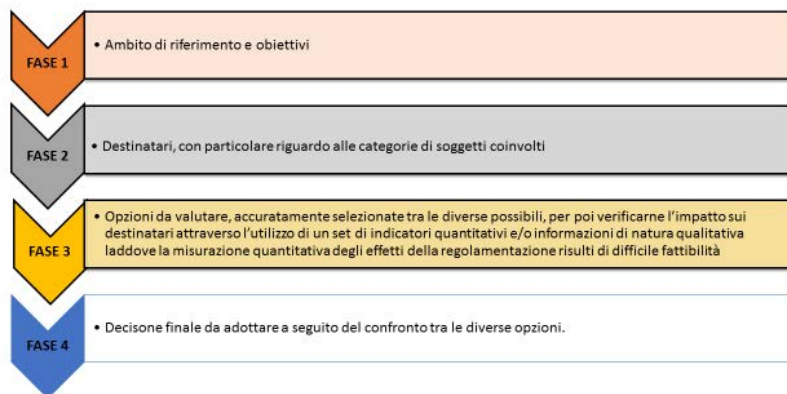 FASE 1
• Ambito di riferimento e obiettivi
FASE 2
• Destinatari, con particolare riguardo alle categorie di soggetti coinvolti
FASE 3
• Opzioni da valutare, accuratamente selezionate tra le diverse possibili, per poi verificarne l’impatto sui
destinatari attraverso l’utilizzo di un set di indicatori quantitativi e/o informazioni di natura qualitativa
laddove la misurazione quantitativa degli effetti della regolamentazione risulti di difficile fattibilità
FASE 4
• Decisone finale da adottare a seguito del confronto tra le diverse opzioni.